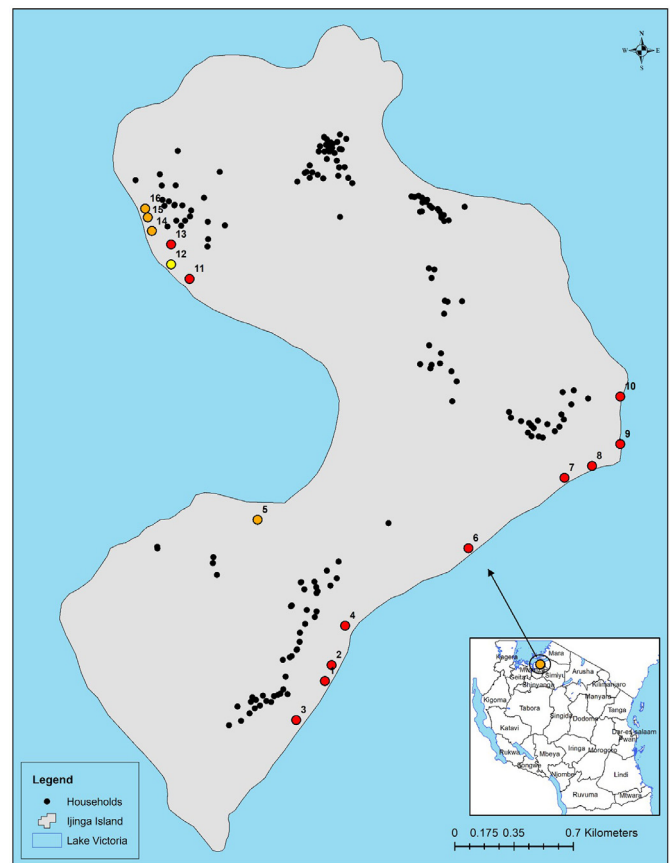 N
W E
S
16
15
14
13
12
11
10
9
8
7
5
6
4
2
1
3
Mara
Kagera
Arusha
Simiyu
Geita
Shinyanga
Kilimanjaro
Manyara
Kigoma
Tabora
Tanga
Singida
Dodoma
Dar-es-salaam
Pwani
Katavi
Iringa
Morogoro
Mbeya
Rukwa
Songwe
Njombe
Lindi
Ruvuma
Mtwara
Legend
Households
Ijinga Island
Lake Victoria
0 0.175 0.35 0.7 Kilometers